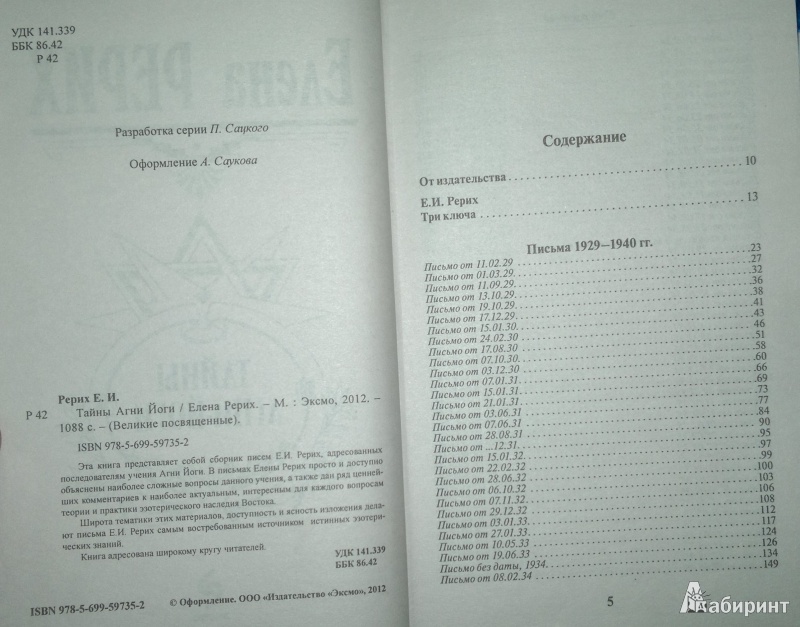 УДК 141.339
ББК 86.42
Р 42
Разработка серии П. Сацкого
Оформление А. Саукова
Рерих Е. И.
Р 42 Тайны Агни Йоги / Елена Рерих. – М. : Эксмо, 2012. –
1088 с. – (Великие посвященные).
ISBN 978-5-699-59735-2
Эта книга представляет собой сборник писем Е.И. Рерих, адресованных
последователям учения Агни Йоги. В письмах Елены Рерих просто и доступно
объяснены наиболее сложные вопросы данного учения, а также дан ряд ценней-
ших комментариев к наиболее актуальным, интересным для каждого вопросам
теории и практики эзотерического наследия Востока.
Широта тематики этих материалов, доступность и ясность изложения дела-
ют письма Е.И. Рерих самым востребованным источником истинных эзотери-
ческих знаний.
Книга адресована широкому кругу читателей.
УДК 141.339
ББК 86.42
ISBN 978-5-699-59735-2
© Оформление. ООО «Издательство «Эксмо», 2012
Содержание
От издательства 10
Е.И. Рерих
Три ключа 13
Письма 1929–1940 гг.
Письмо от 11.02.29 23
Письмо от 01.03.29. 27
Письмо от 11.09.29. 32
Письмо от 13.10.29. 36
Письмо от 19.10.29. 38
Письмо от 17.12.29. 41
Письмо от 15.01.30. 43
Письмо от 24.02.30 46
Письмо от 17.08.30 51
Письмо от 07.10.30. 58
Письмо от 03.12.30 60
Письмо от 07.01.31. 66
Письмо от 15.01.31. 69
Письмо от 21.01.31 73
Письмо от 03.06.31 77
Письмо от 07.06.31 84
Письмо от 28.08.31 90
Письмо от ...12.31. 95
Письмо от 15.01.32 97
Письмо от 22.02.32 99
Письмо от 28.06.32 100
Письмо от 06.10.32 103
Письмо от 07.11.32 106
Письмо от 29.12.32 108
Письмо от 03.01.33. 112
Письмо от 27.01.33. 117
Письмо от 10.05.33 124
Письмо от 19.06.33 126
Письмо без даты, 1934. 134
Письмо от 08.02.34 149
5
Лабиринт